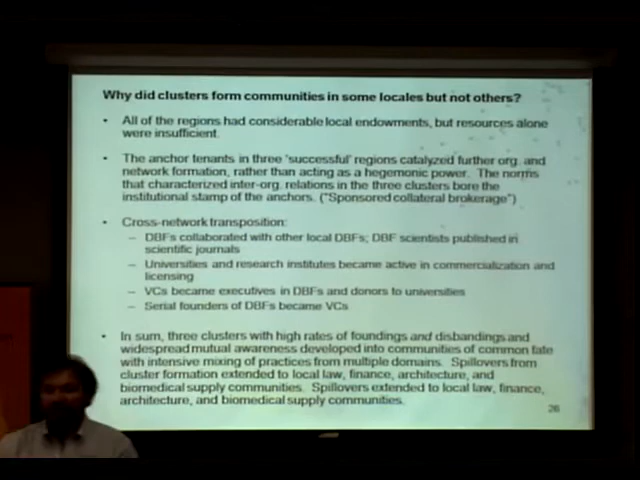 Why did clusters form communities in some locales but not others?
• All of the regions had considerable local endowments, but resources alone
were insufficient.
• The anchor tenants in three 'successful' regions catalyzed further org. and
network formation, rather than acting as a hegemonic power. The norms
that characterized inter-org. relations in the three clusters bore the
institutional stamp of the anchors. ("Sponsored collateral brokerage")
• Cross-network transposition:
– DBFs collaborated with other local DBFs; DBF scientists published in
scientific journals
– Universities and research institutes became active in commercialization and
licensing
– VCs became executives in DBFs and donors to universities
– Serial founders of DBFs became VCs
• In sum, three clusters with high rates of foundings and disbandings and
widespread mutual awareness developed into communities of common fate
with intensive mixing of practices from multiple domains. Spillovers from
cluster formation extended to local law, finance, architecture, and
biomedical supply communities. Spillovers extended to local law, finance,
architecture, and biomedical supply communities.
26